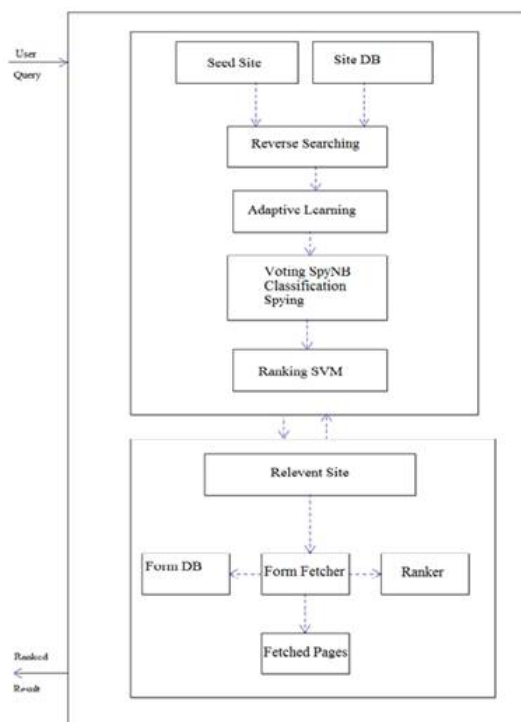 User
Query
Seed Site
Site DB
Reverse Searching
Adaptive Learning
Voting SpyNB
Classification
Spying
Ranking SVM
Relevent Site
Form DB
Form Fetcher
Ranker
Fetched Pages
Ranked
Result